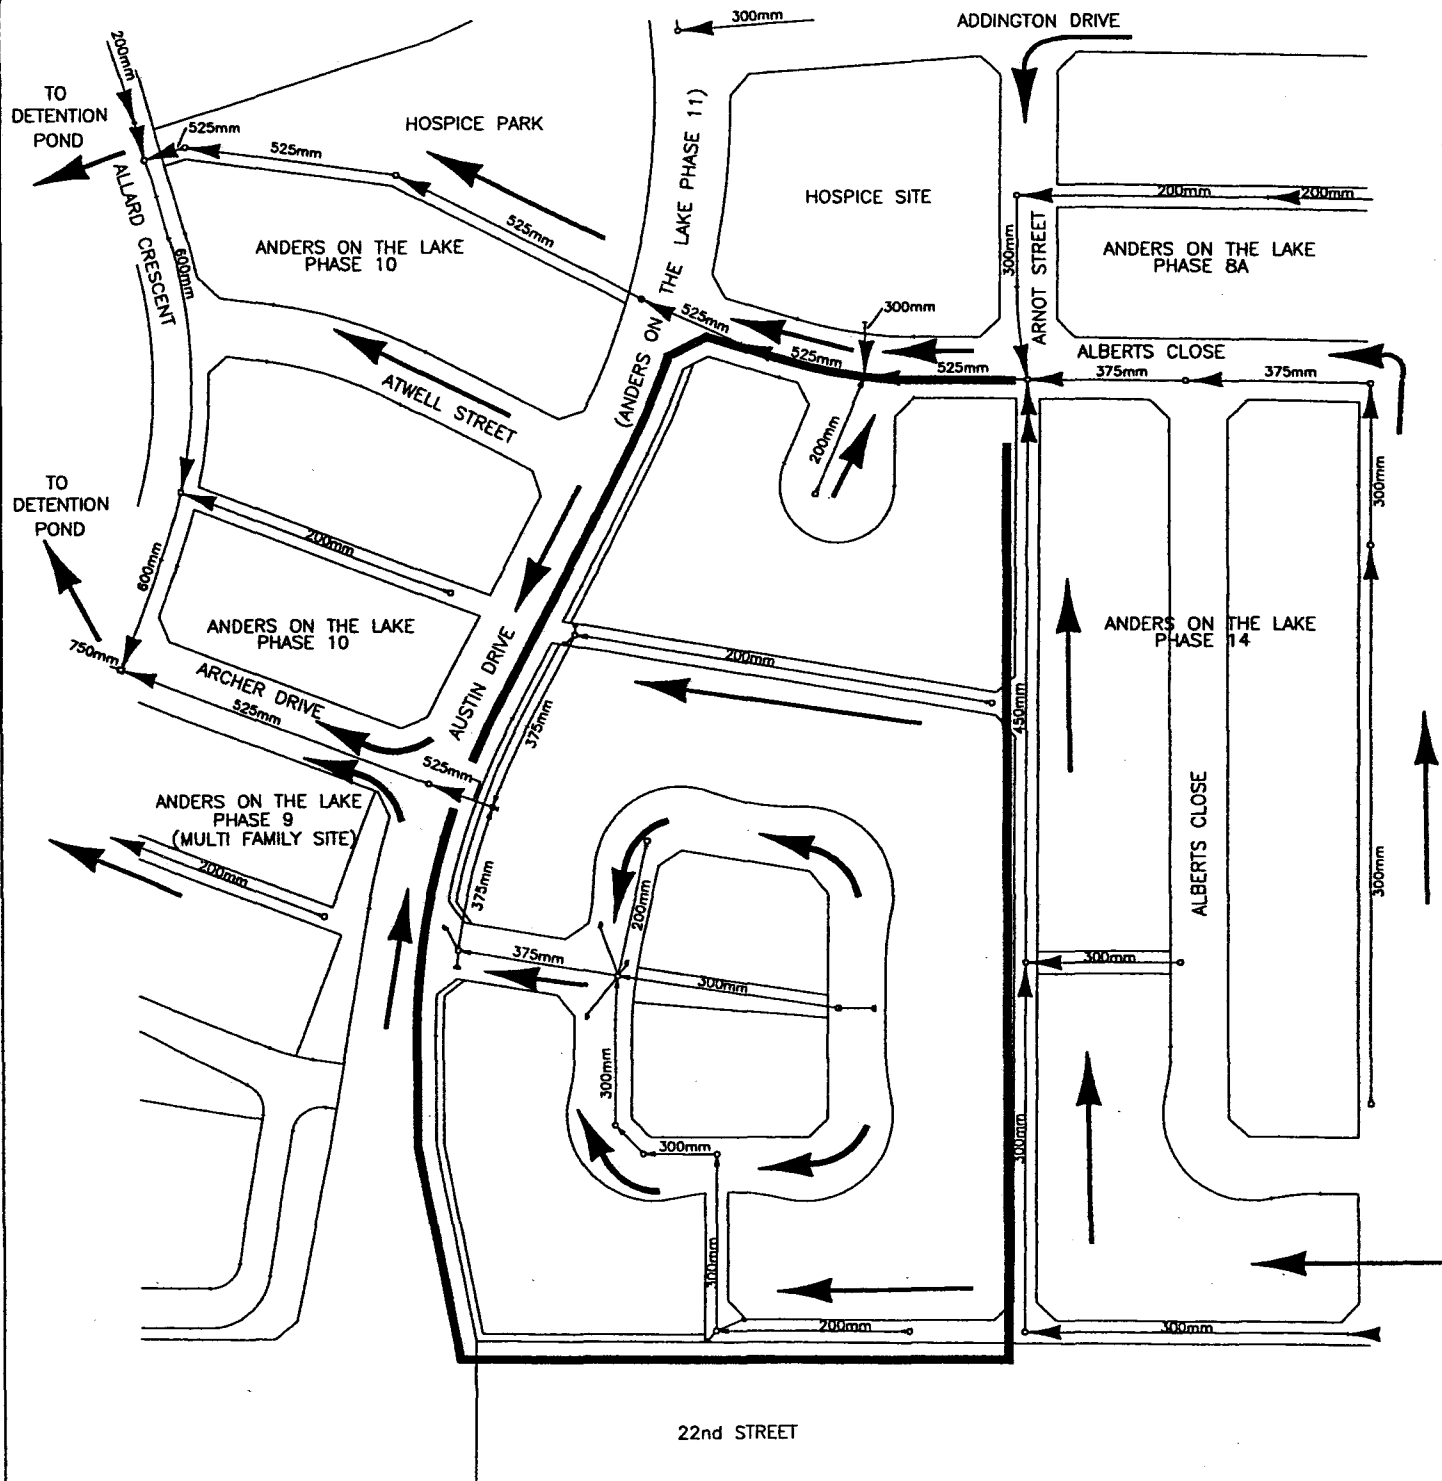 300mm
ADDINGTON DRIVE
200mm
TO
DETENTION
POND
525mm
525mm
HOSPICE PARK
(ANDERS ON THE LAKE PHASE 11)
HOSPICE SITE
200mm
200mm
ALLARD CRESCENT
600mm
ANDERS ON THE LAKE
PHASE 10
525mm
300mm
ARNOT STREET
ANDERS ON THE LAKE
PHASE 8A
525mm
300mm
525mm
525mm
ALBERTS CLOSE
375mm
375mm
ATWELL STREET
200mm
300mm
TO
DETENTION
POND
200mm
600mm
ANDERS ON THE LAKE
PHASE 10
750mm
ARCHER DRIVE
525mm
AUSTIN DRIVE
200mm
375mm
450mm
ANDERS ON THE LAKE
PHASE 14
525mm
ANDERS ON THE LAKE
PHASE 9
(MULTI FAMILY SITE)
200mm
375mm
200mm
ALBERTS CLOSE
300mm
375mm
300mm
300mm
300mm
300mm
300mm
300mm
200mm
300mm
22nd STREET